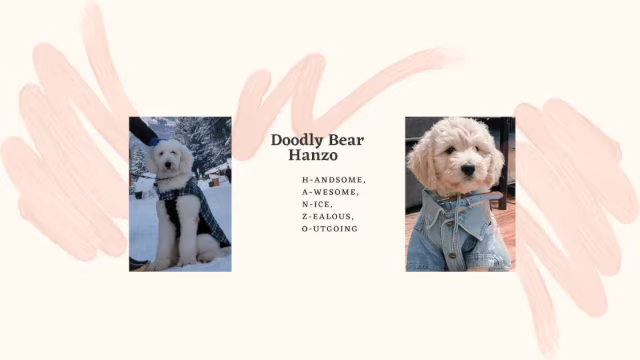 Doodly Bear
Hanzo
H-ANDSOME,
A-WESOME,
N-ICE,
Z-EALOUS,
O-UTGOING